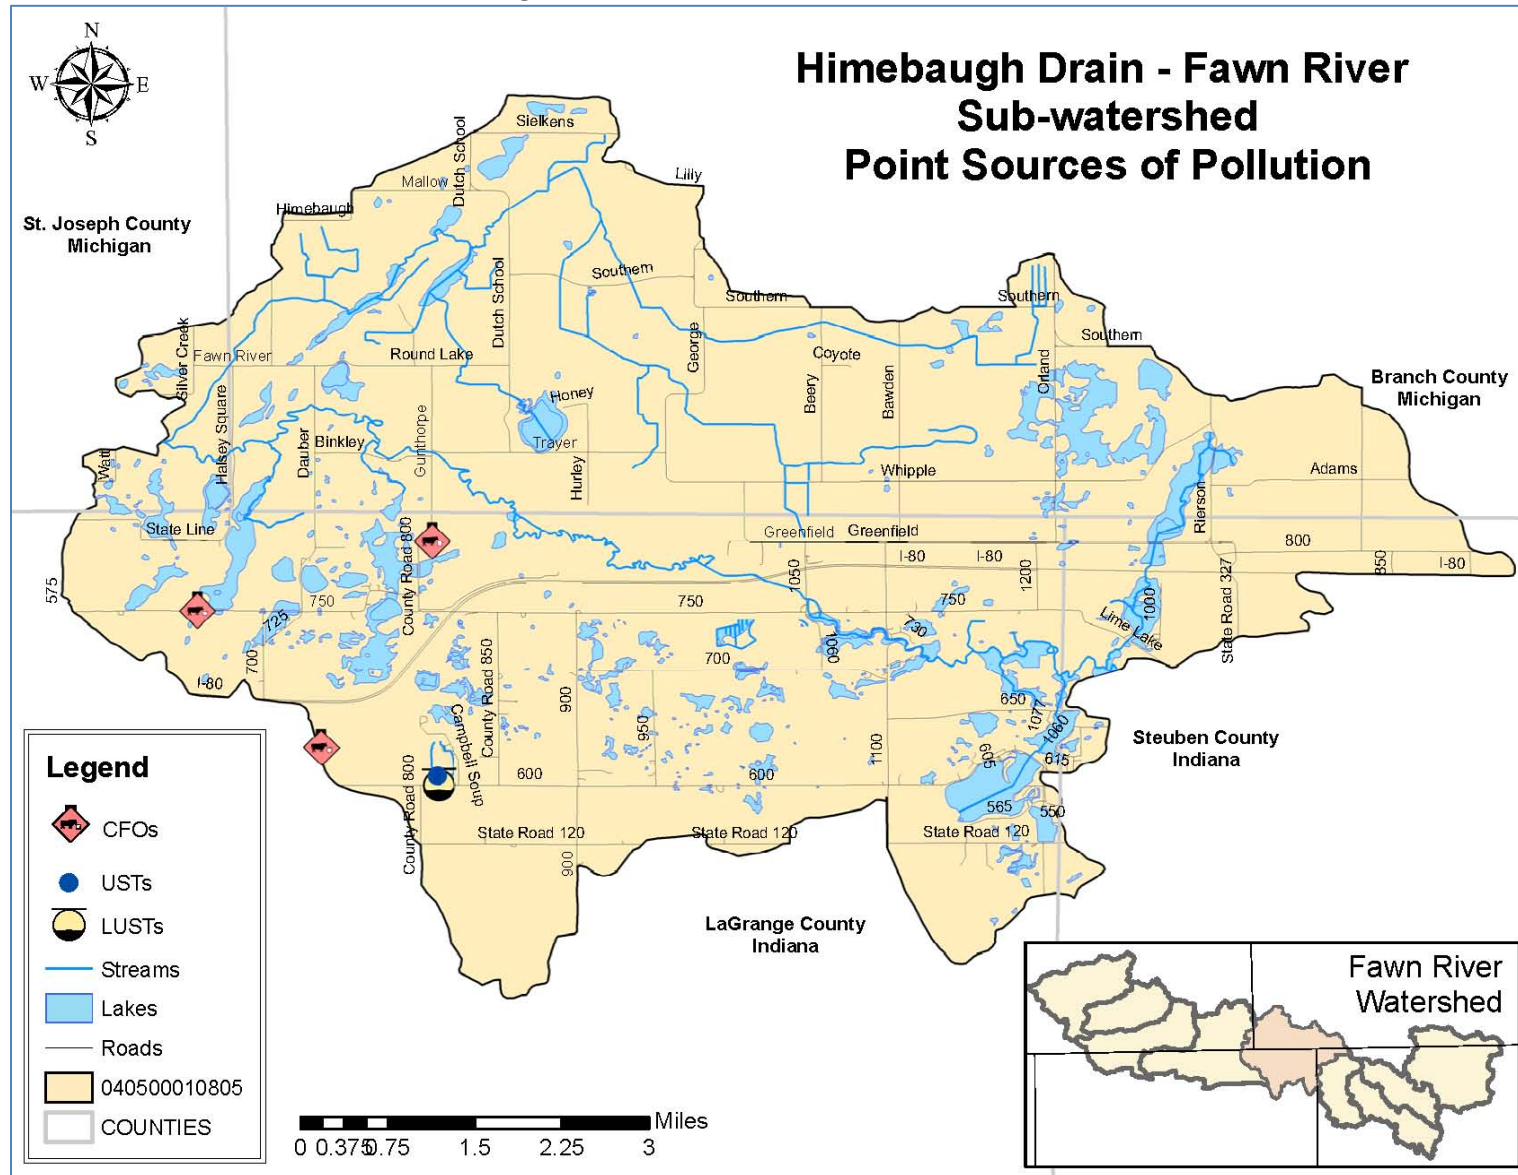 N
W E
S
Himebaugh Drain - Fawn River
Sub-watershed
Point Sources of Pollution
St. Joseph County
Michigan
Branch County
Michigan
Steuben County
Indiana
LaGrange County
Indiana
Sielkens
Dutch School
Mallow
Lilly
Himebaugh
Southern
Dutch School
Southern
Southern
Southern
Silver Creek
Fawn River
Round Lake
George
Coyote
Orland
Halsey Square
Honey
Beery
Bawden
Gunthorpe
Dauber
Binkley
Trayer
Watt
Hurley
Whipple
Adams
Rierson
State Line
County Road 800
Greenfield
Greenfield
800
I-80
I-80
850
I-80
575
1050
1200
State Road 327
750
750
750
1000
725
730
Lime Lake
700
700
1090
I-80
County Road 850
900
950
650
1077
1060
Campbell Soup
1100
605
615
County Road 800
600
600
565
550
State Road 120
State Road 120
State Road 120
900
Legend
CFOs
USTs
LUSTs
Streams
Lakes
Roads
040500010805
COUNTIES
Miles
0 0.375 0.75 1.5 2.25 3
Fawn River
Watershed